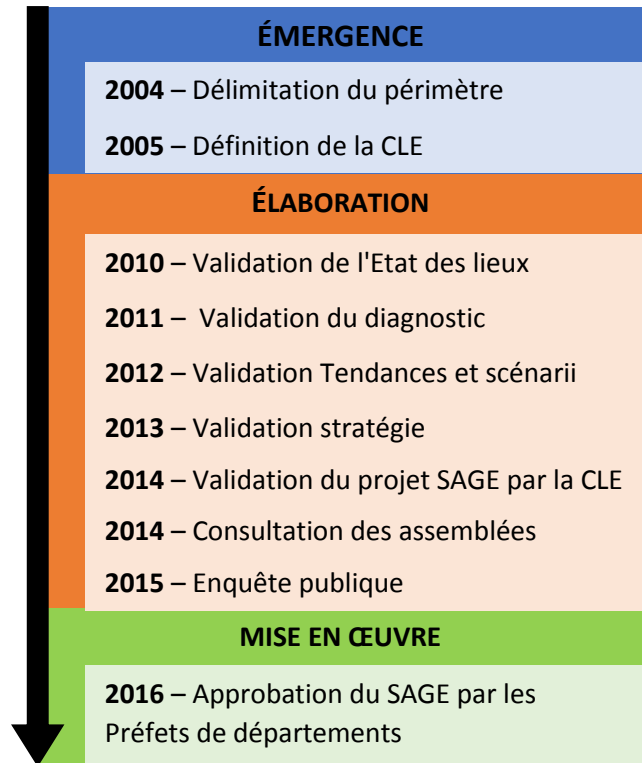 ÉMERGENCE
2004 – Délimitation du périmètre
2005 – Définition de la CLE
ÉLABORATION
2010 – Validation de l'Etat des lieux
2011 – Validation du diagnostic
2012 – Validation Tendances et scénarii
2013 – Validation stratégie
2014 – Validation du projet SAGE par la CLE
2014 – Consultation des assemblées
2015 – Enquête publique
MISE EN ŒUVRE
2016 – Approbation du SAGE par les
Préfets de départements